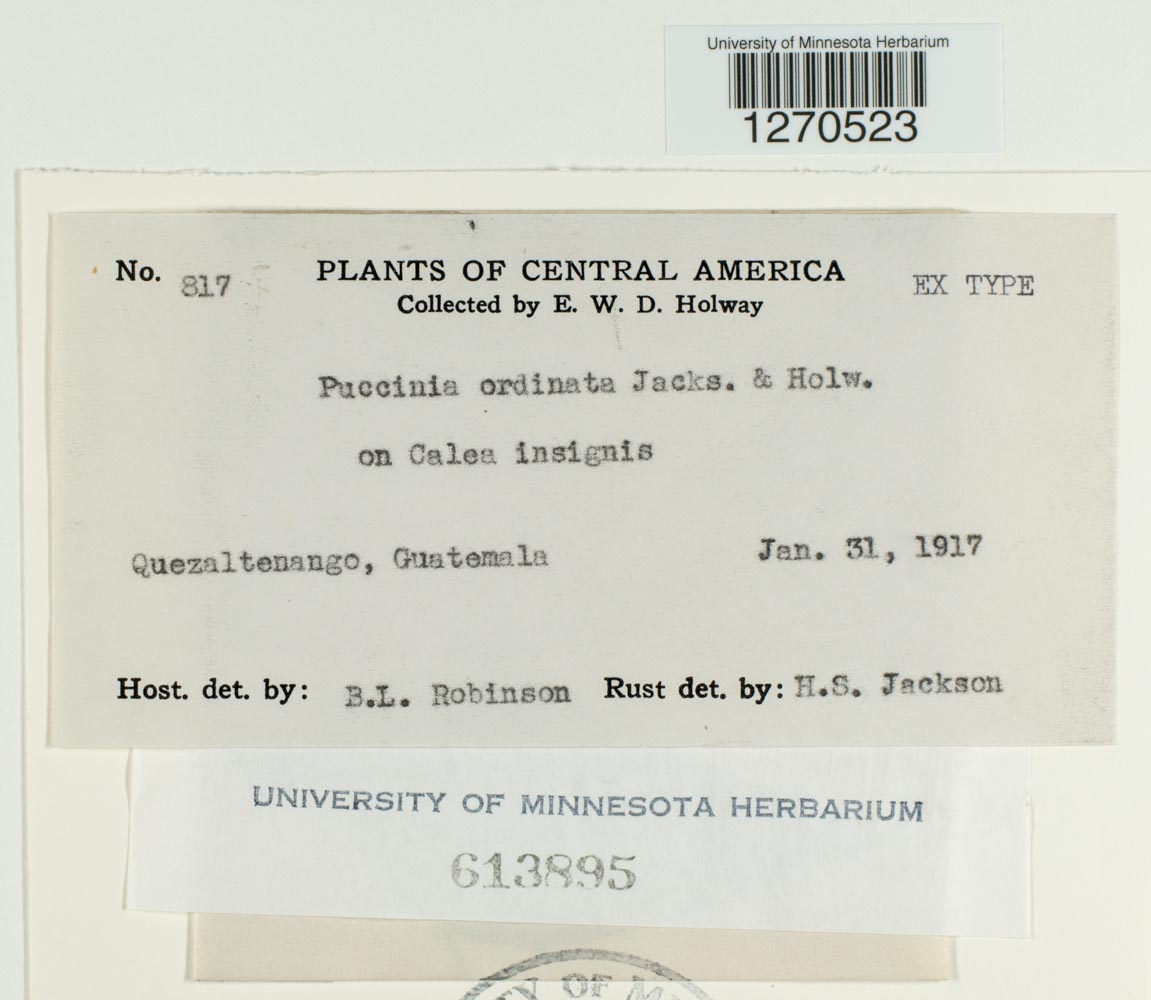 University of Minnesota Herbarium
1270523
No. 817 PLANTS OF CENTRAL AMERICA EX TYPE
Collected by E. W. D. Holway
Puccinia ordinata Jacks. & Holw.
on Calea insignis
Quezaltenango, Guatemala Jan. 31, 1917
Host. det. by: B.L. Robinson Rust det. by: H.S. Jackson
UNIVERSITY OF MINNESOTA HERBARIUM
613895
OF